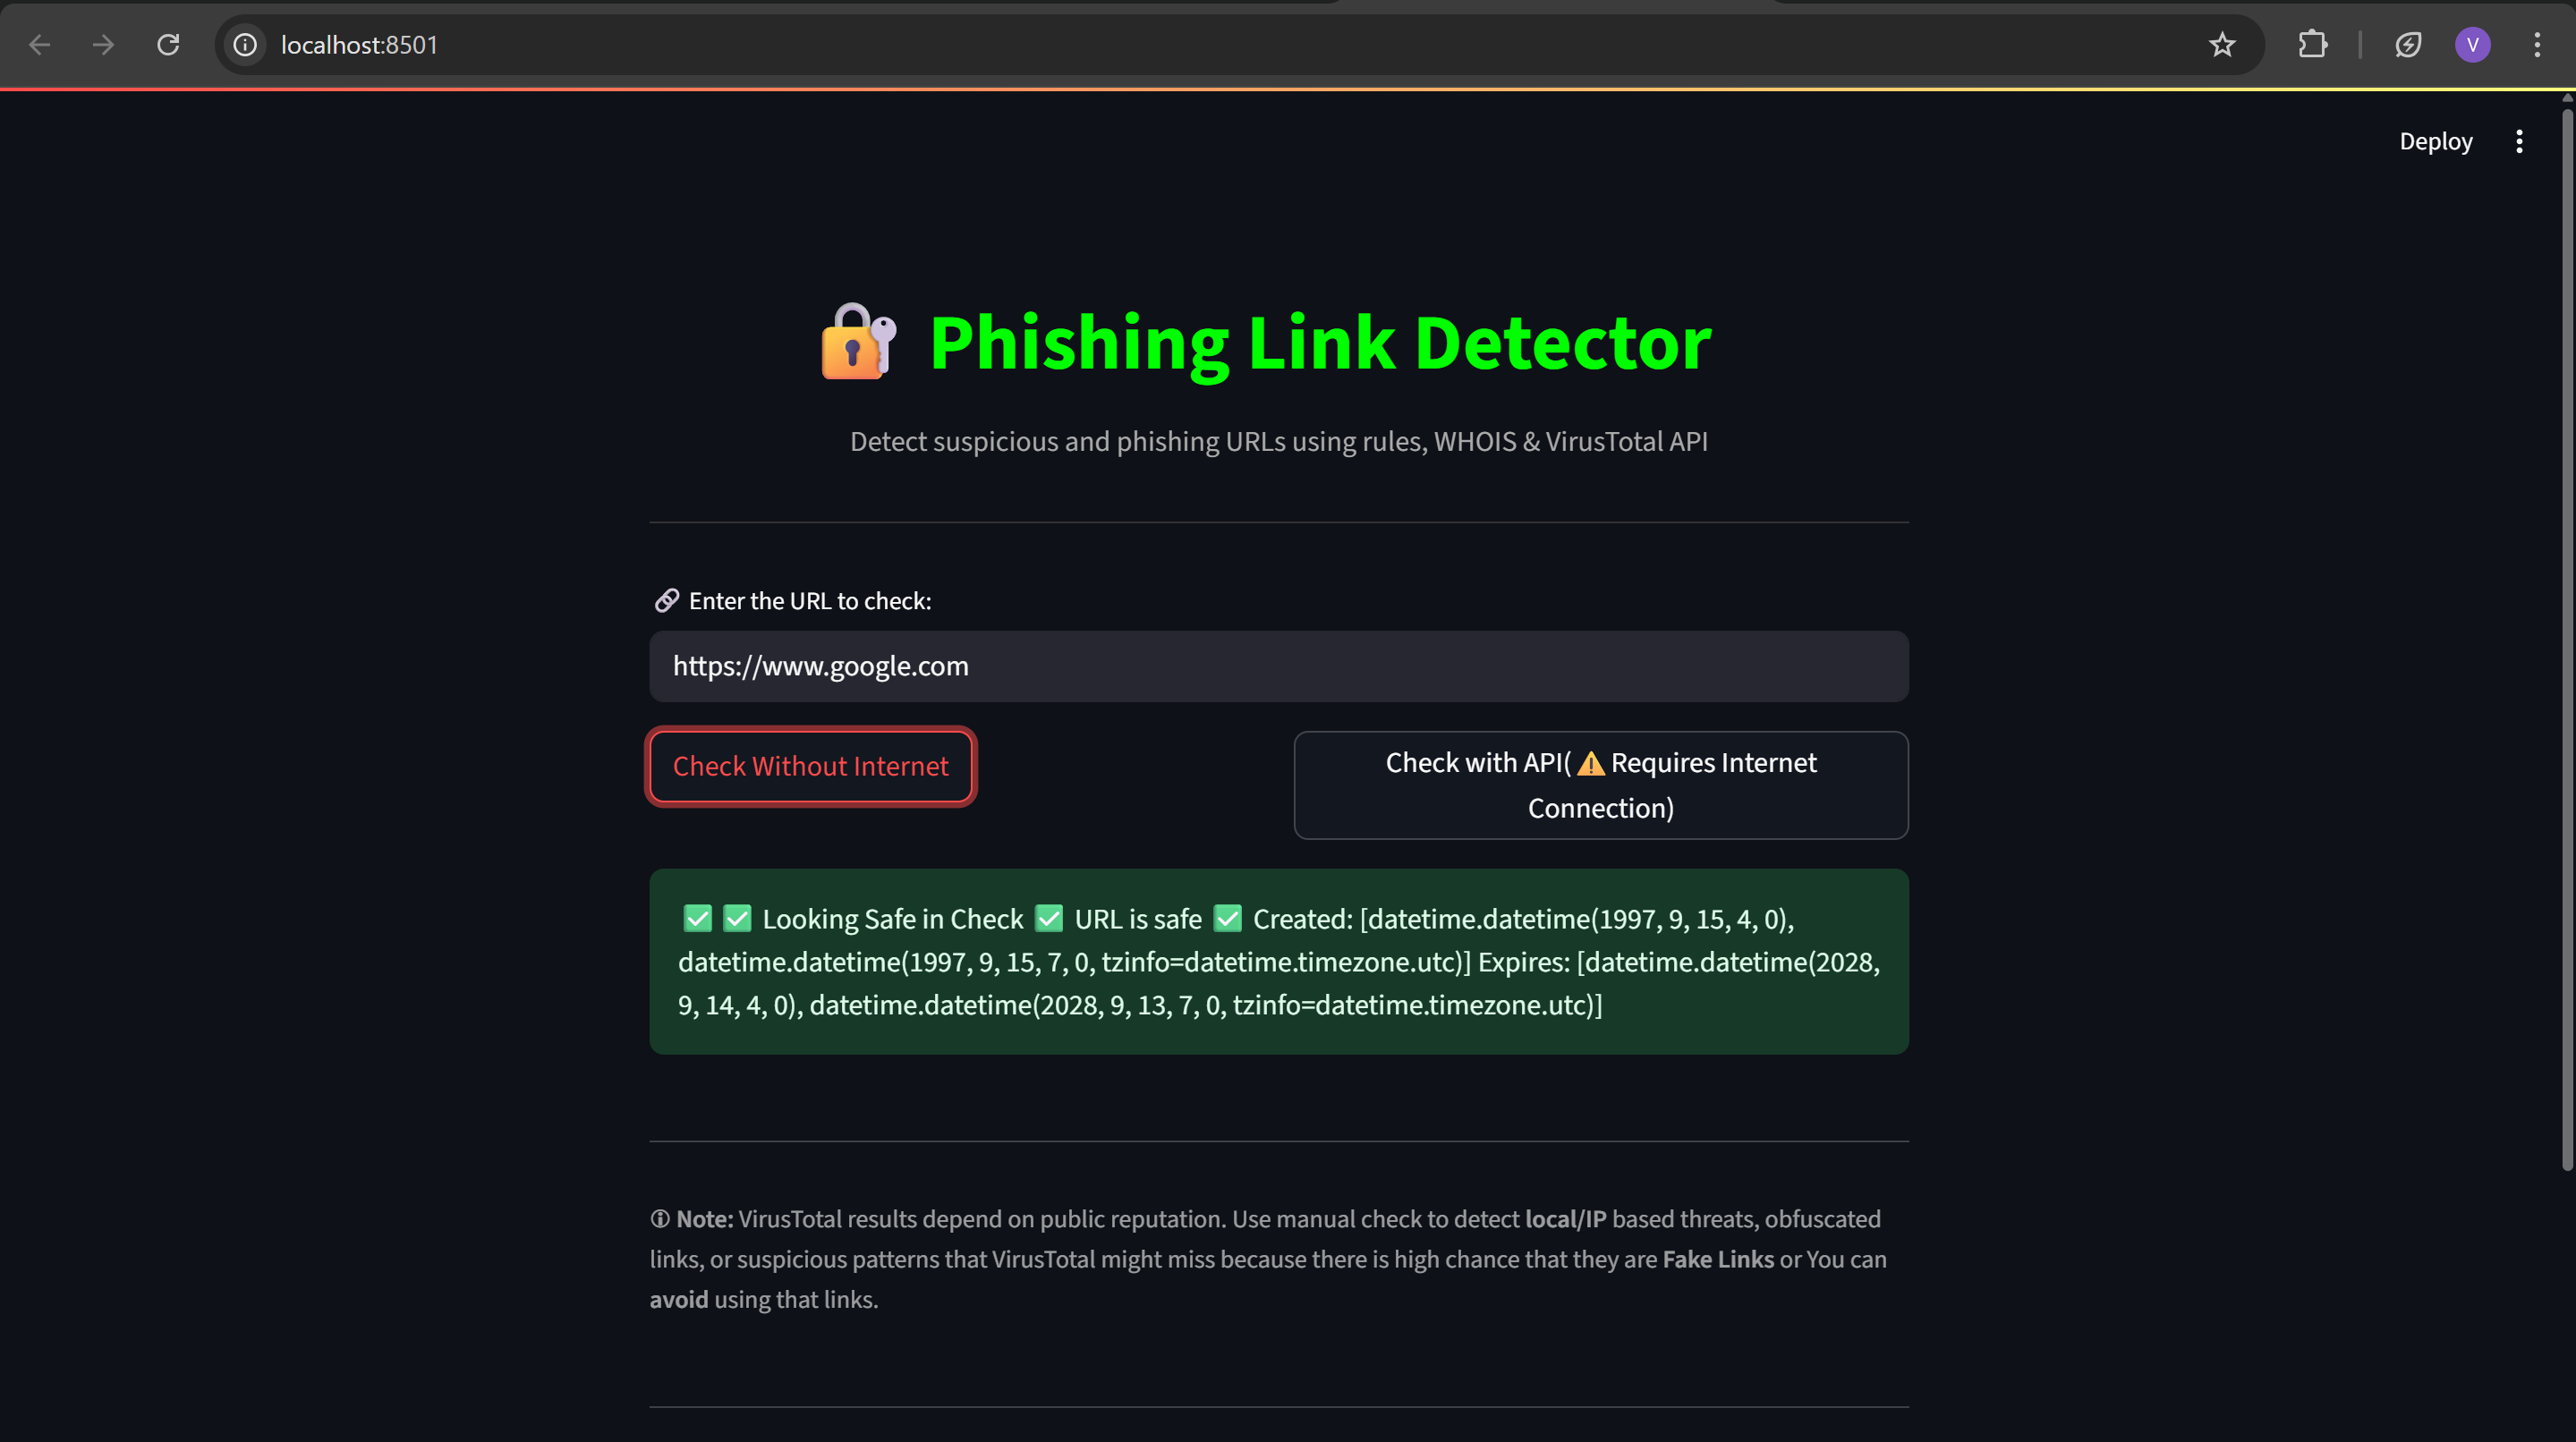 localhost:8501
V
Deploy
🔐 Phishing Link Detector
Detect suspicious and phishing URLs using rules, WHOIS & VirusTotal API
🔗 Enter the URL to check:
https://www.google.com
Check Without Internet
Check with API(⚠️ Requires Internet
Connection)
✅ ✅ Looking Safe in Check ✅ URL is safe ✅ Created: [datetime.datetime(1997, 9, 15, 4, 0),
datetime.datetime(1997, 9, 15, 7, 0, tzinfo=datetime.timezone.utc)] Expires: [datetime.datetime(2028,
9, 14, 4, 0), datetime.datetime(2028, 9, 13, 7, 0, tzinfo=datetime.timezone.utc)]
🛈 Note: VirusTotal results depend on public reputation. Use manual check to detect local/IP based threats, obfuscated
links, or suspicious patterns that VirusTotal might miss because there is high chance that they are Fake Links or You can
avoid using that links.